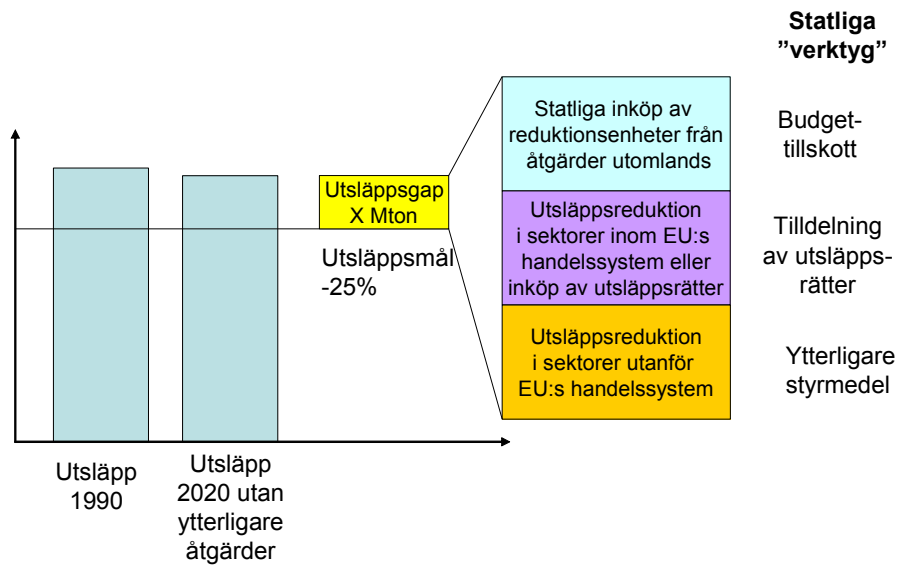 Statliga
”verktyg”
Statliga inköp av
reduktionsenheter från
åtgärder utomlands
Budget-
tillskott
Utsläppsgap
X Mton
Utsläppsmål
-25%
Utsläppsreduktion
i sektorer inom EU:s
handelssystem eller
inköp av utsläppsrätter
Tilldelning
av utsläpps-
rätter
Utsläppsreduktion
i sektorer utanför
EU:s handelssystem
Ytterligare
styrmedel
Utsläpp
1990
Utsläpp
2020 utan
ytterligare
åtgärder